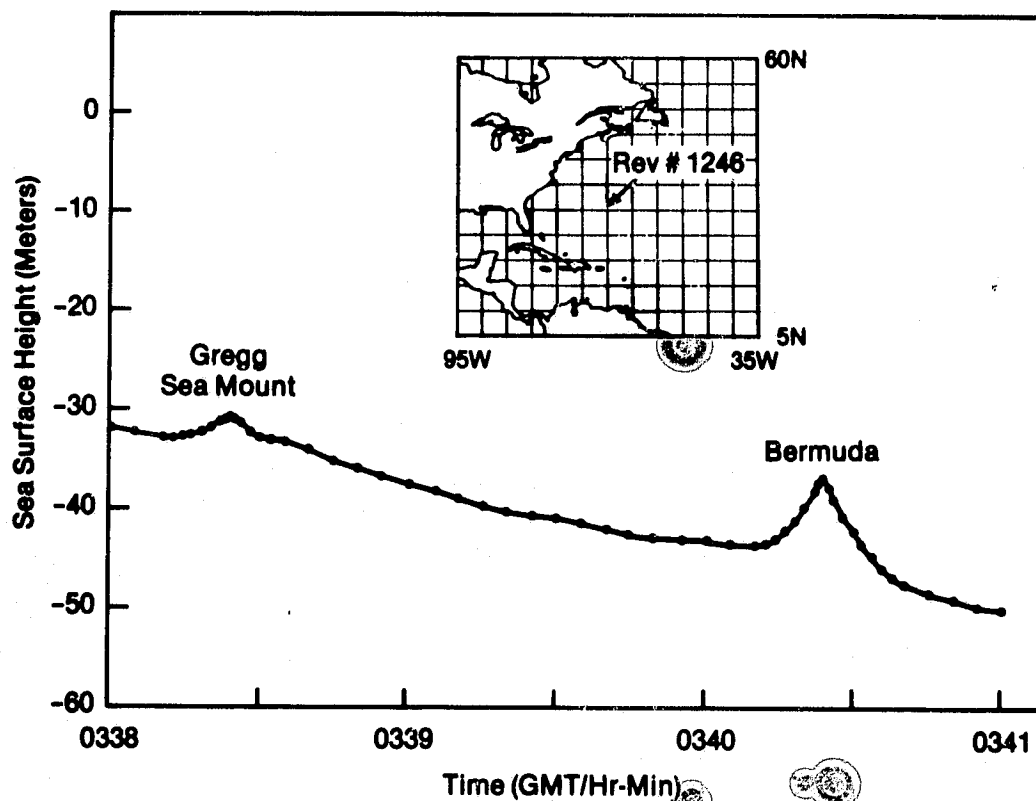 60N
Rev # 1246
5N
95W
35W
Sea Surface Height (Meters)
0
-10
-20
-30
-40
-50
-60
Gregg
Sea Mount
Bermuda
0338
0339
0340
0341
Time (GMT/Hr-Min)